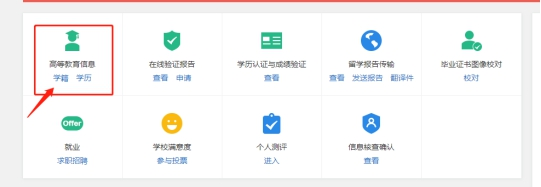 高等教育信息
学籍 学历
在线验证报告
查看 申请
学历认证与成绩验证
查看
留学报告传输
查看 发送报告 翻译件
毕业证书图像校对
校对
Offer
就业
求职招聘
学校满意度
参与投票
个人测评
进入
信息核查确认
查看